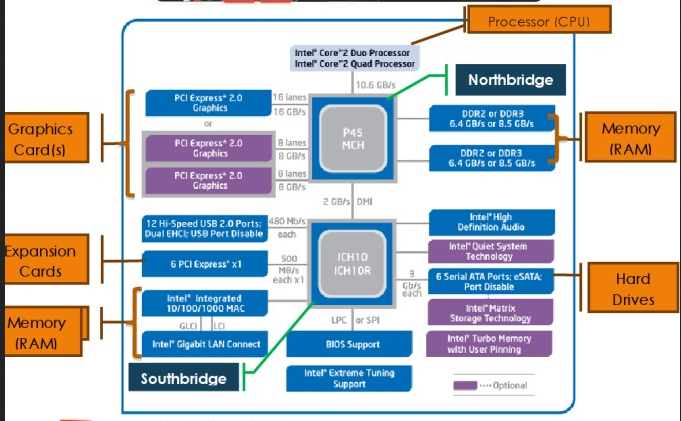 Processor (CPU)
Intel® Core™2 Duo Processor
Intel® Core™2 Quad Processor
10.6 GB/s
Northbridge
PCI Express* 2.0
Graphics
16 lanes
16 GB/s
or
PCI Express* 2.0
Graphics
8 lanes
8 GB/s
PCI Express* 2.0
Graphics
8 lanes
8 GB/s
Graphics
Card(s)
P45
MCH
DDR2 or DDR3
6.4 GB/s or 8.5 GB/s
DDR2 or DDR3
6.4 GB/s or 8.5 GB/s
Memory
(RAM)
2 GB/s DMI
12 Hi-Speed USB 2.0 Ports;
Dual EHCI; USB Port Disable
480 Mb/s
each
Expansion
Cards
6 PCI Express* x1
500
MB/s
each x1
ICH10
ICH10R
Intel® High
Definition Audio
Intel® Quiet System
Technology
3
Gb/s
each
6 Serial ATA Ports; eSATA;
Port Disable
Hard
Drives
Intel® Matrix
Storage Technology
Intel® Turbo Memory
with User Pinning
Memory
(RAM)
Intel® Integrated
10/100/1000 MAC
GLCI LCI
Intel® Gigabit LAN Connect
LPC or SPI
BIOS Support
Southbridge
Intel® Extreme Tuning
Support
Optional